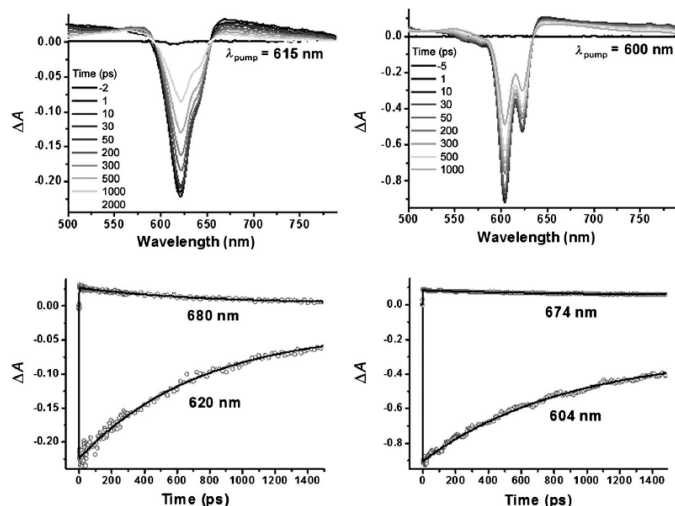 λpump = 615 nm
Time (ps)
-2
1
10
30
50
200
300
500
1000
2000
ΔA
0.00
-0.05
-0.10
-0.15
-0.20
500 550 600 650 700 750
Wavelength (nm)
λpump = 600 nm
Time (ps)
-5
1
10
30
50
200
300
500
1000
ΔA
0.0
-0.2
-0.4
-0.6
-0.8
500 550 600 650 700 750
Wavelength (nm)
680 nm
620 nm
ΔA
0.00
-0.05
-0.10
-0.15
-0.20
0 200 400 600 800 1000 1200 1400
Time (ps)
674 nm
604 nm
ΔA
0.0
-0.2
-0.4
-0.6
-0.8
0 200 400 600 800 1000 1200 1400
Time (ps)